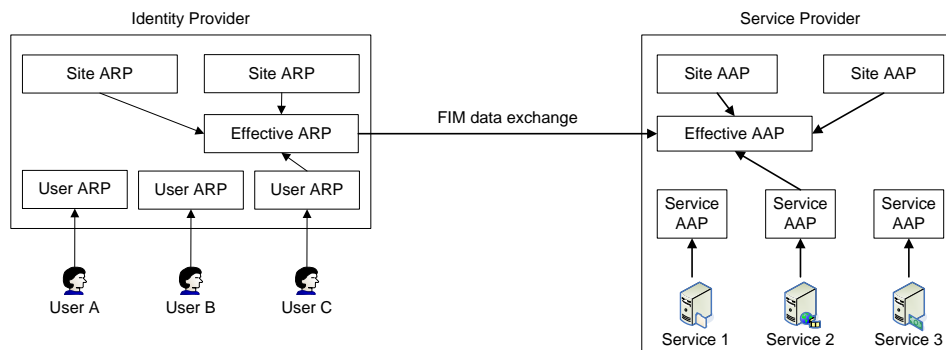 Identity Provider
Service Provider
Site ARP
Site ARP
Site AAP
Site AAP
Effective ARP
FIM data exchange
Effective AAP
User ARP
User ARP
User ARP
Service
AAP
Service
AAP
Service
AAP
User A
User B
User C
Service 1
Service 2
Service 3